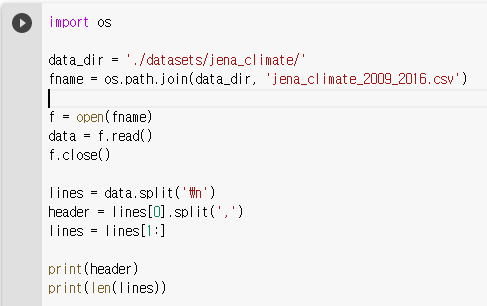 import os
data_dir = './datasets/jena_climate/'
fname = os.path.join(data_dir, 'jena_climate_2009_2016.csv')
f = open(fname)
data = f.read()
f.close()
lines = data.split('₩n')
header = lines[0].split(',')
lines = lines[1:]
print(header)
print(len(lines))